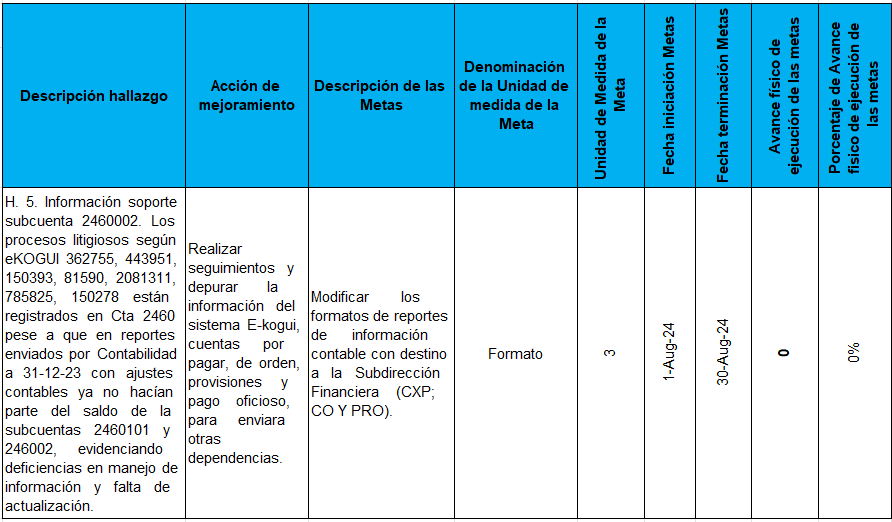 Descripción hallazgo
Acción de
mejoramiento
Descripción de las
Metas
Denominación
de la Unidad de
medida de la
Meta
Unidad de Medida de la
Meta
Fecha iniciación Metas
Fecha terminación Metas
Avance físico de
ejecución de las metas
Porcentaje de Avance
físico de ejecución de
las metas
H. 5. Información soporte
subcuenta 2460002. Los
procesos litigiosos según
eKOGUI 362755, 443951,
150393, 81590, 2081311,
785825, 150278 están
registrados en Cta 2460
pese a que en reportes
enviados por Contabilidad
a 31-12-23 con ajustes
contables ya no hacían
parte del saldo de la
subcuentas 2460101 y
246002, evidenciando
deficiencias en manejo de
información y falta de
actualización.
Realizar
seguimientos y
depurar la
información del
sistema E-kogui,
cuentas por
pagar, de orden,
provisiones y
pago oficioso,
para enviara
otras
dependencias.
Modificar los
formatos de reportes
de información
contable con destino
a la Subdirección
Financiera (CXP;
CO Y PRO).
Formato
3
1-Aug-24
30-Aug-24
0
0%